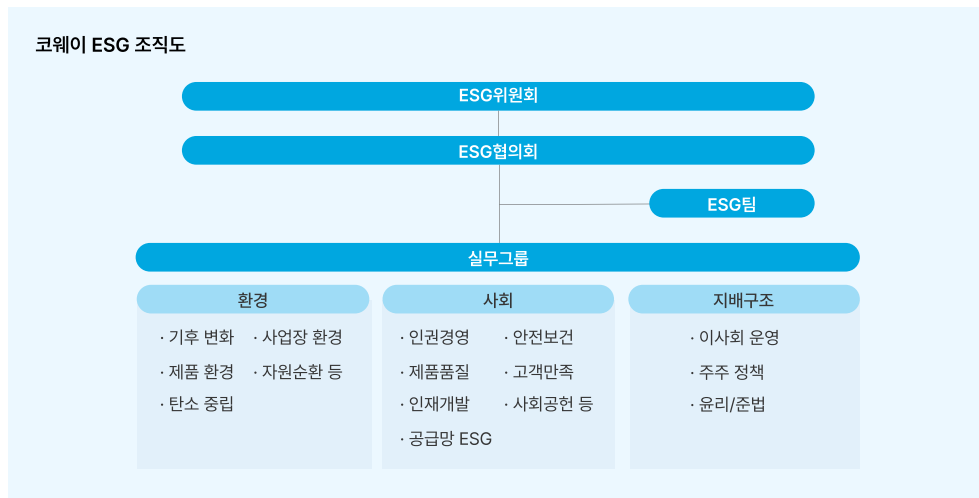 코웨이 ESG 조직도
ESG위원회
ESG협의회
ESG팀
실무그룹
환경
· 기후 변화 · 사업장 환경
· 제품 환경 · 자원순환 등
· 탄소 중립
사회
· 인권경영 · 안전보건
· 제품품질 · 고객만족
· 인재개발 · 사회공헌 등
· 공급망 ESG
지배구조
· 이사회 운영
· 주주 정책
· 윤리/준법